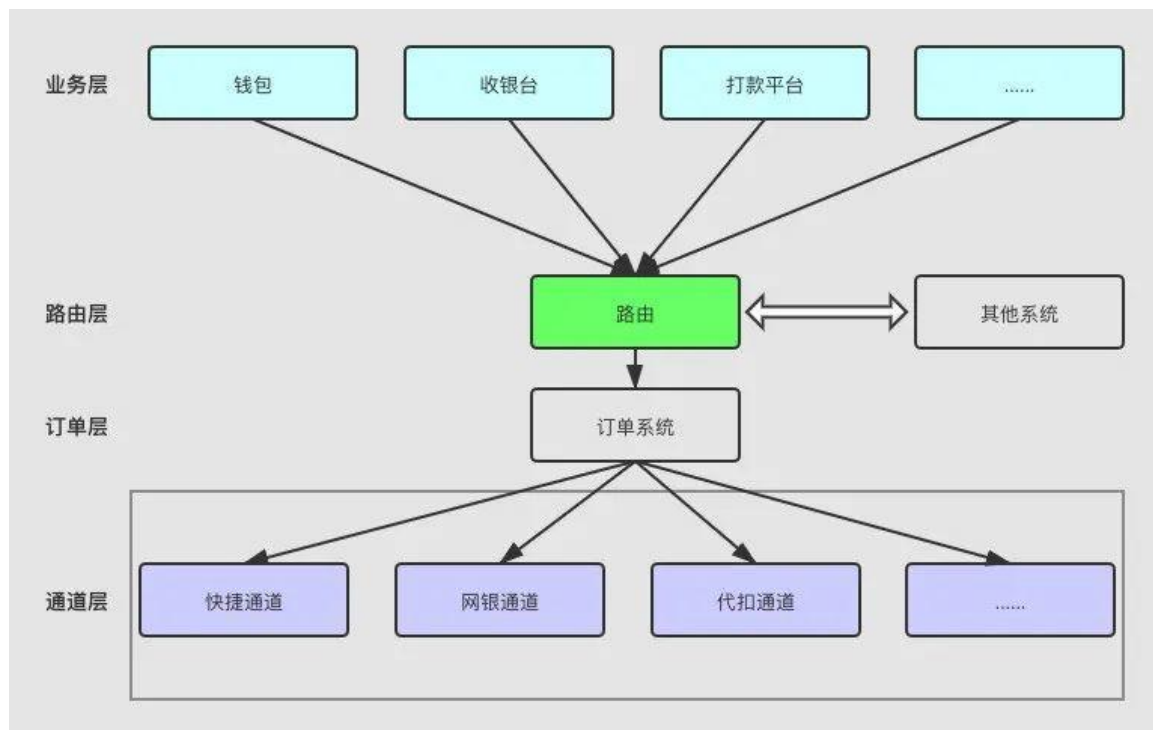 业务层 钱包 收银台 打款平台 ......
路由层 路由 其他系统
订单层 订单系统
通道层 快捷通道 网银通道 代扣通道 ......